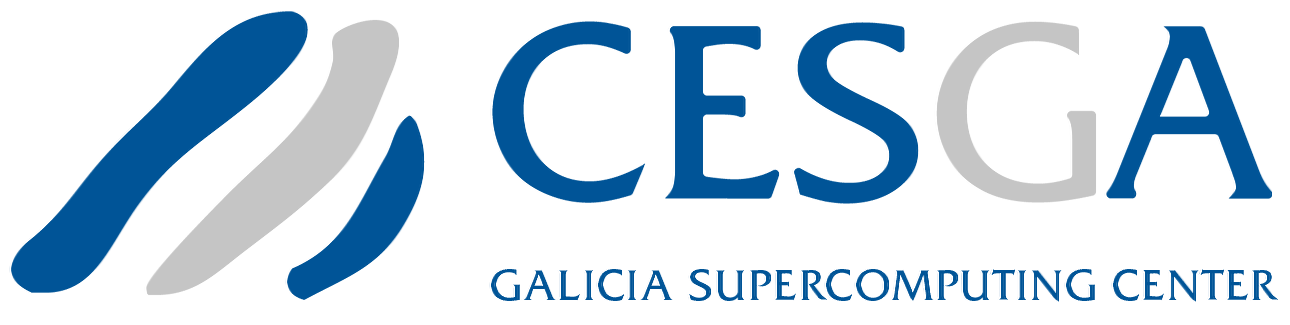 CESGA
GALICIA SUPERCOMPUTING CENTER